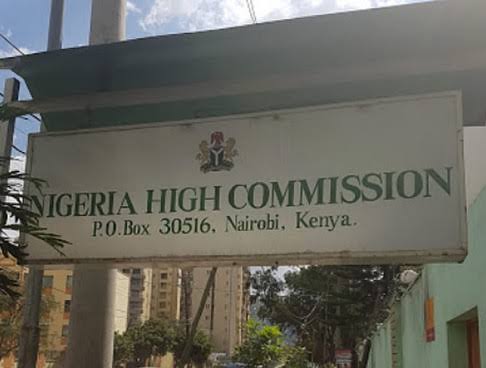 NIGERIA HIGH COMMISSION
P.O.Box 30516, Nairobi, Kenya.